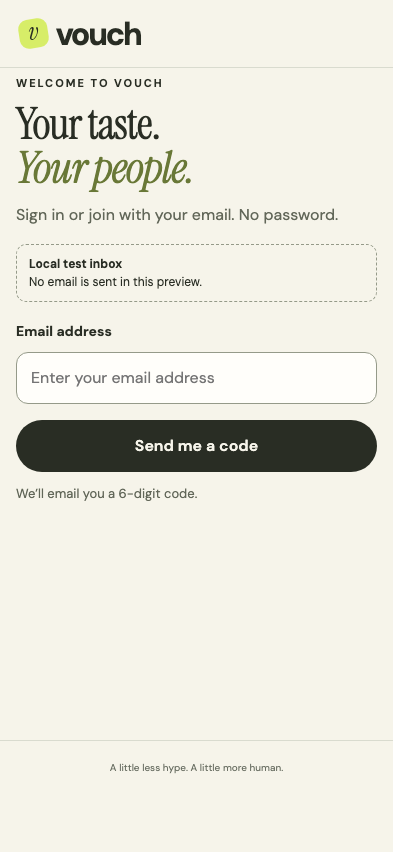 v vouch
WELCOME TO VOUCH
Your taste.
Your people.
Sign in or join with your email. No password.
Local test inbox
No email is sent in this preview.
Email address
Enter your email address
Send me a code
We’ll email you a 6-digit code.
A little less hype. A little more human.